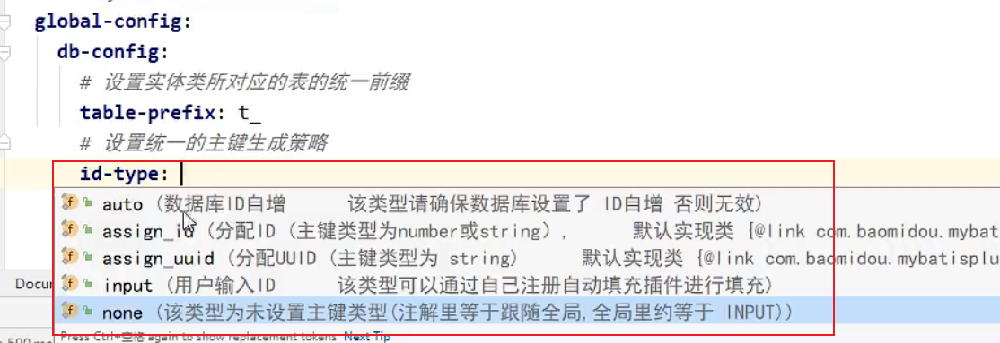 global-config:
db-config:
# 设置实体类所对应的表的统一前缀
table-prefix: t_
# 设置统一的主键生成策略
id-type:
auto (数据库ID自增 该类型请确保数据库设置了 ID自增 否则无效)
assign_id (分配ID (主键类型为number或string), 默认实现类 {@link com.baomidou.mybat
assign_uuid (分配UUID (主键类型为 string) 默认实现类 {@link com.baomidou.mybatisplu
Docur
input (用户输入ID 该类型可以通过自己注册自动填充插件进行填充)
none (该类型为未设置主键类型(注解里等于跟随全局,全局里约等于 INPUT))
Press Ctrl+空格 again to show replacement tokens Next Tip